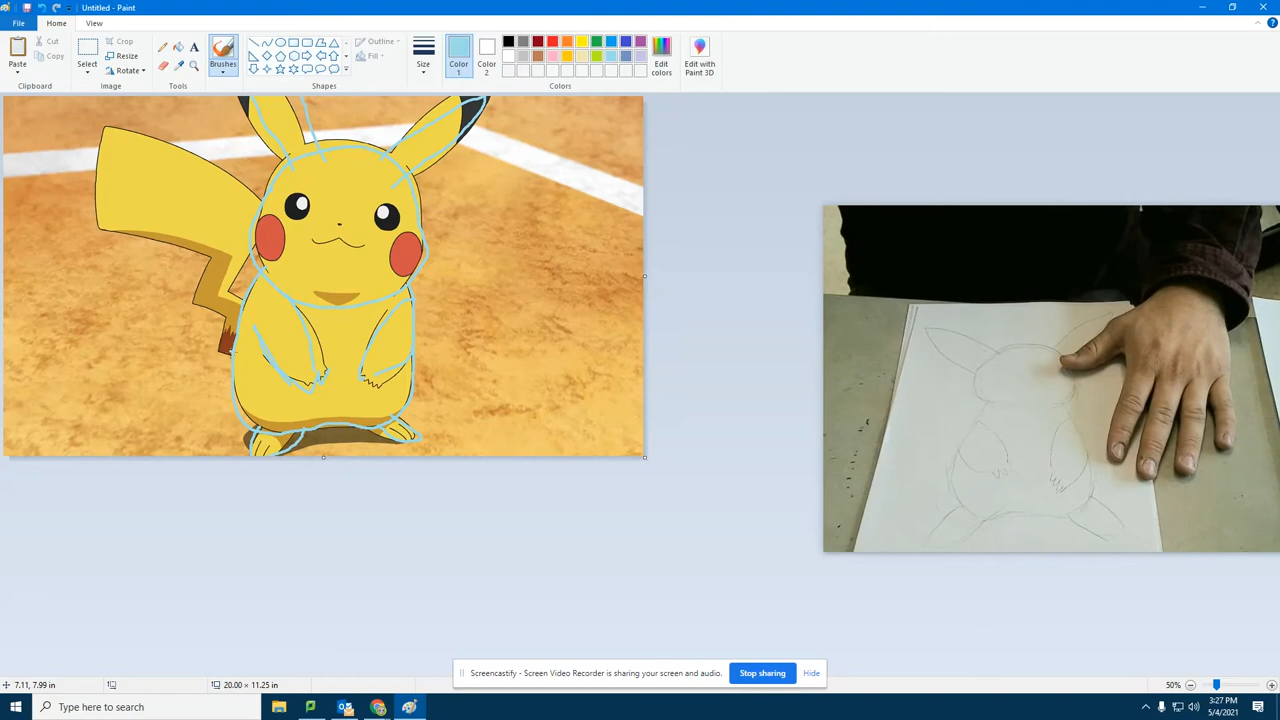 Untitled - Paint
File
Home
View
Paste
Cut
Copy
Clipboard
Select
Crop
Resize
Rotate
Image
A
Tools
Brushes
Outline
Fill
Shapes
Size
Color
1
Color
2
Edit
colors
Colors
Edit with
Paint 3D
Screencastify - Screen Video Recorder is sharing your screen and audio.
Stop sharing
Hide
7.11, 7.99 in
20.00 × 11.25 in
50%
Type here to search
3:27 PM
5/4/2021